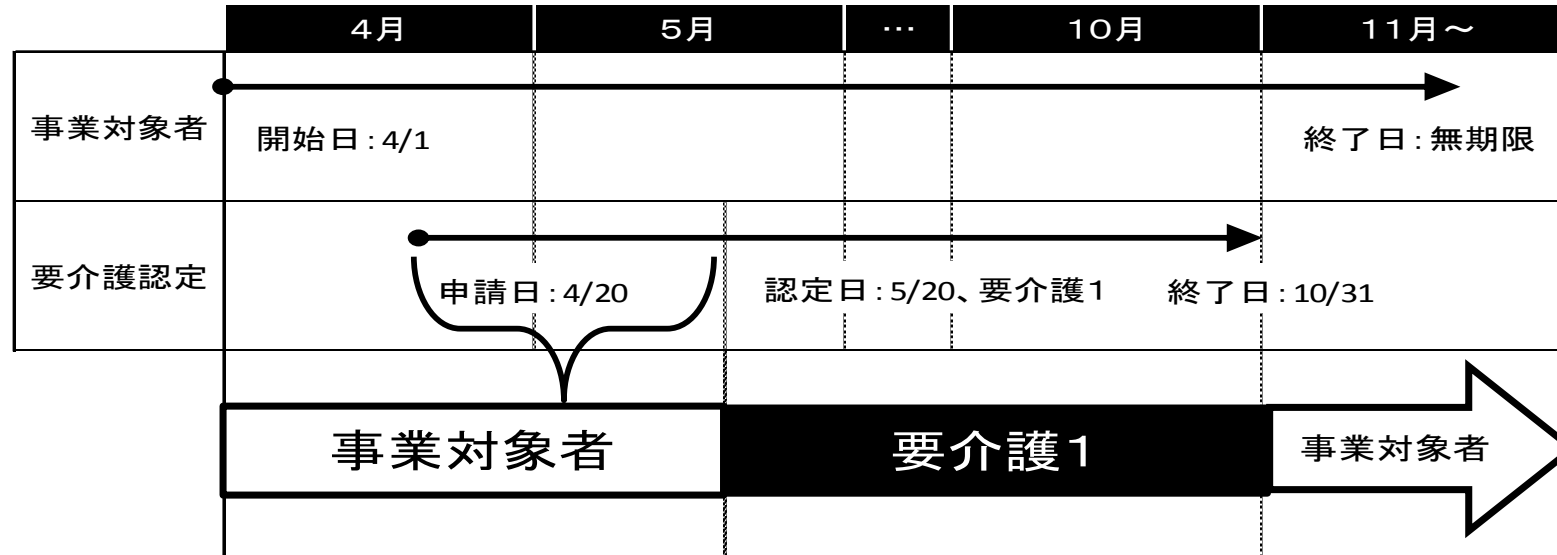 4月 5月 … 10月 11月～
事業対象者
開始日：4/1 終了日：無期限
要介護認定
申請日：4/20 認定日：5/20、要介護1 終了日：10/31
事業対象者 要介護1 事業対象者